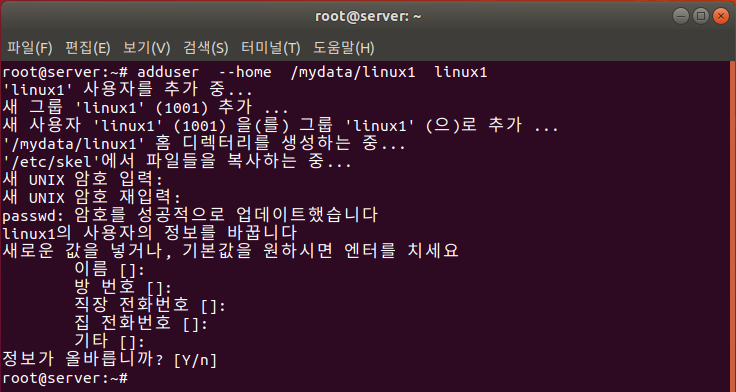 root@server: ~
파일(F) 편집(E) 보기(V) 검색(S) 터미널(T) 도움말(H)
root@server:~# adduser  --home  /mydata/linux1  linux1
'linux1' 사용자를 추가 중...
새 그룹 'linux1' (1001) 추가 ...
새 사용자 'linux1' (1001) 을(를) 그룹 'linux1' (으)로 추가 ...
'/mydata/linux1' 홈 디렉터리를 생성하는 중...
'/etc/skel'에서 파일들을 복사하는 중...
새 UNIX 암호 입력:
새 UNIX 암호 재입력:
passwd: 암호를 성공적으로 업데이트했습니다
linux1의 사용자의 정보를 바꿉니다
새로운 값을 넣거나, 기본값을 원하시면 엔터를 치세요
이름 []:
방 번호 []:
직장 전화번호 []:
집 전화번호 []:
기타 []:
정보가 올바릅니까? [Y/n]
root@server:~#